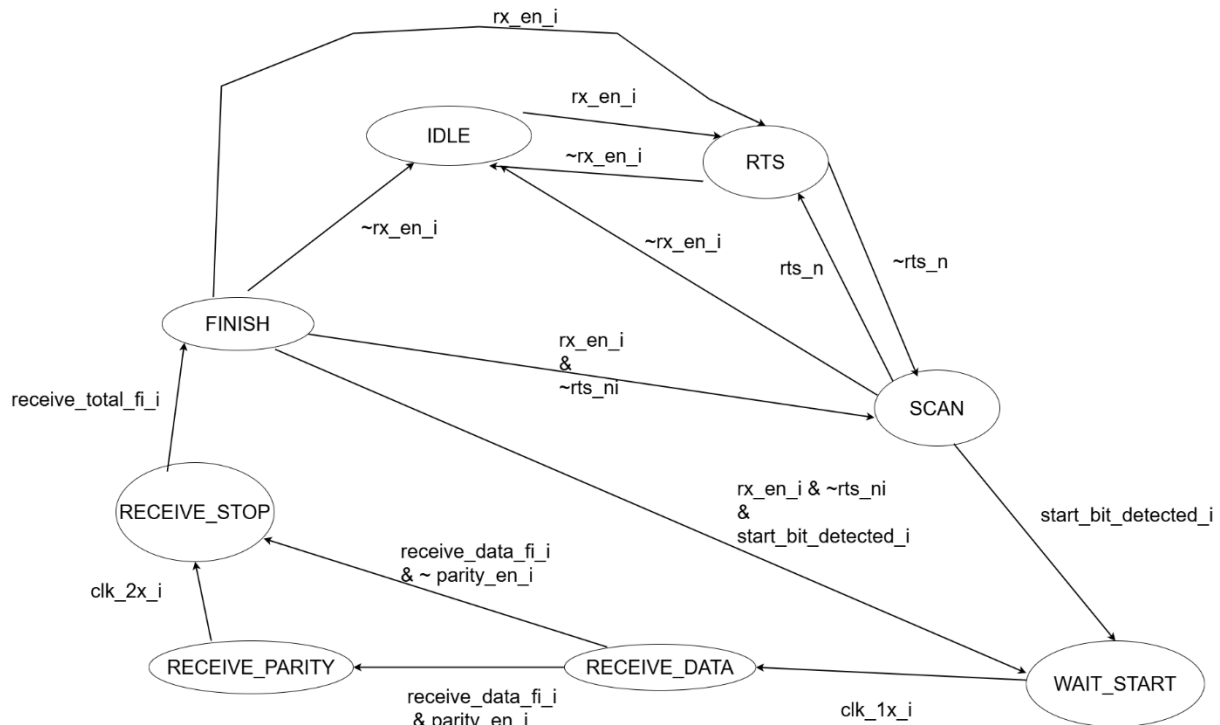 rx_en_i
rx_en_i
IDLE
RTS
~rx_en_i
~rx_en_i
~rx_en_i
rts_n
~rts_n
FINISH
rx_en_i
&
~rts_ni
receive_total_fi_i
SCAN
rx_en_i & ~rts_ni
&
start_bit_detected_i
start_bit_detected_i
RECEIVE_STOP
receive_data_fi_i
& ~ parity_en_i
clk_2x_i
RECEIVE_PARITY
RECEIVE_DATA
WAIT_START
receive_data_fi_i
& parity_en_i
clk_1x_i